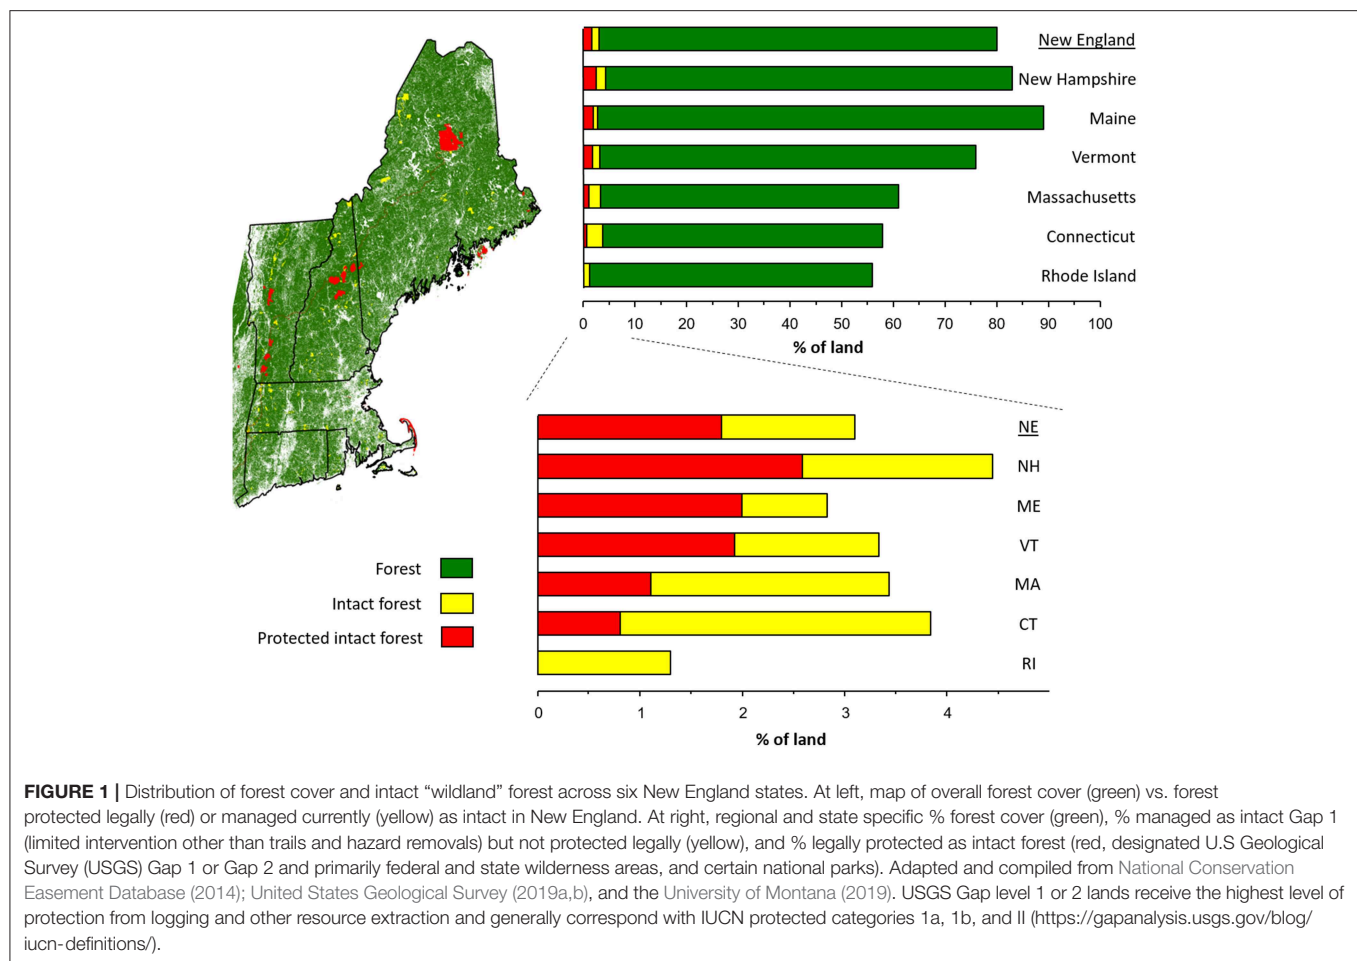 New England
New Hampshire
Maine
Vermont
Massachusetts
Connecticut
Rhode Island
0 10 20 30 40 50 60 70 80 90 100
% of land
NE
NH
ME
VT
MA
CT
RI
0 1 2 3 4
% of land
Forest
Intact forest
Protected intact forest
FIGURE 1 | Distribution of forest cover and intact “wildland” forest across six New England states. At left, map of overall forest cover (green) vs. forest
protected legally (red) or managed currently (yellow) as intact in New England. At right, regional and state specific % forest cover (green), % managed as intact Gap 1
(limited intervention other than trails and hazard removals) but not protected legally (yellow), and % legally protected as intact forest (red, designated U.S Geological
Survey (USGS) Gap 1 or Gap 2 and primarily federal and state wilderness areas, and certain national parks). Adapted and compiled from National Conservation
Easement Database (2014); United States Geological Survey (2019a,b), and the University of Montana (2019). USGS Gap level 1 or 2 lands receive the highest level of
protection from logging and other resource extraction and generally correspond with IUCN protected categories 1a, 1b, and II (https://gapanalysis.usgs.gov/blog/
iucn-definitions/).